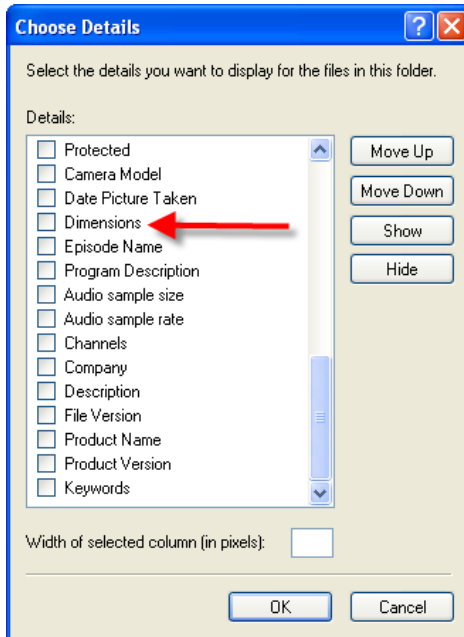 Choose Details
Select the details you want to display for the files in this folder.
Details:
Protected
Camera Model
Date Picture Taken
Dimensions
Episode Name
Program Description
Audio sample size
Audio sample rate
Channels
Company
Description
File Version
Product Name
Product Version
Keywords
Move Up
Move Down
Show
Hide
Width of selected column (in pixels):
OK
Cancel